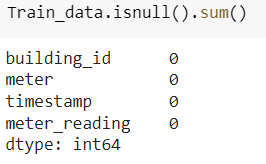 Train_data.isnull().sum()
building_id 0
meter 0
timestamp 0
meter_reading 0
dtype: int64